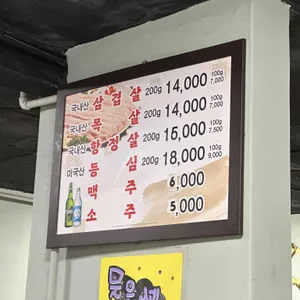 국내산 삼 겹 살 200g 14,000 100g 7,000
국내산 목 살 200g 14,000 100g 7,000
국내산 항 정 살 200g 15,000 100g 7,500
미국산 등 심 200g 18,000 100g 9,000
맥 주 6,000
소 주 5,000
묵은